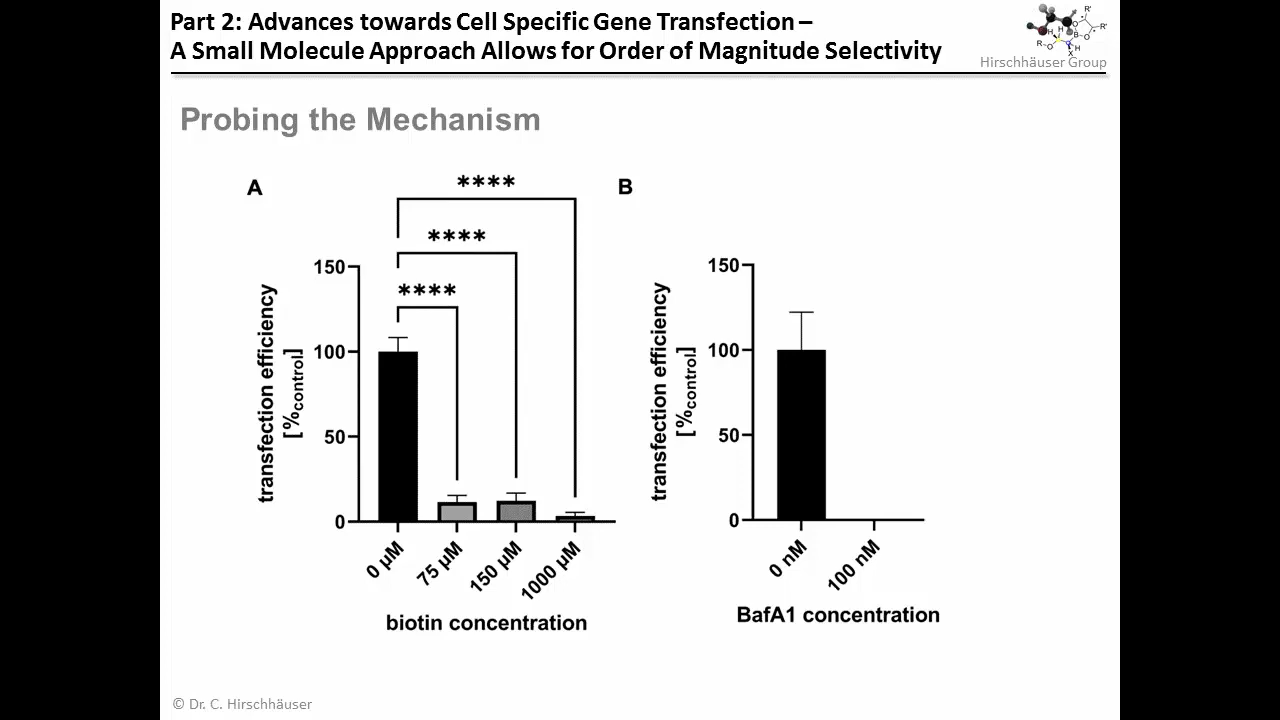 Part 2: Advances towards Cell Specific Gene Transfection –
A Small Molecule Approach Allows for Order of Magnitude Selectivity
Hirschhäuser Group
Probing the Mechanism
A
****
****
****
150
100
50
0
transfection efficiency
[%control]
0 µM
75 µM
150 µM
1000 µM
biotin concentration
B
150
100
50
0
transfection efficiency
[%control]
0 nM
100 nM
BafA1 concentration
© Dr. C. Hirschhäuser